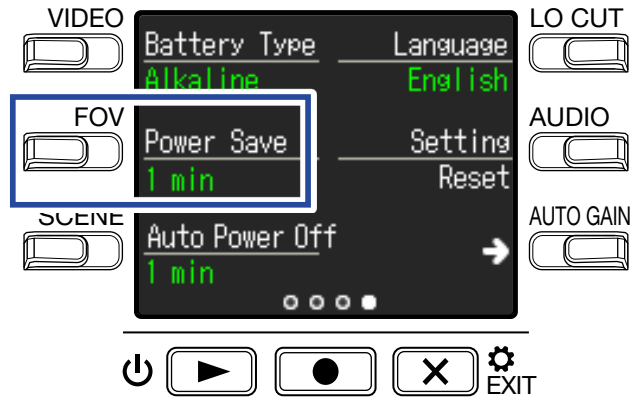 VIDEO
LO CUT
Battery Type
Language
Alkaline
English
FOV
AUDIO
Power Save
Setting
1 min
Reset
SCENE
AUTO GAIN
Auto Power Off
1 min
EXIT